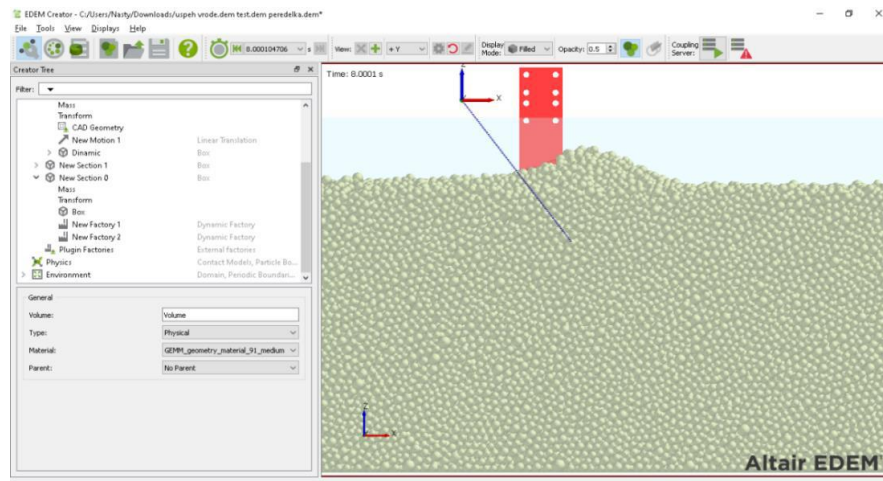 EDEM Creator - C:/Users/Nasty/Downloads/uspeh vrode.dem test.dem peredelka.dem*
File Tools View Displays Help
8.000104706 s View: + Y Display Mode: Filled Opacity: 0.5 Coupling Server:
Creator Tree
Filter:
Mass
Transform
CAD Geometry
New Motion 1 Linear Translation
Dinamic Box
New Section 1 Box
New Section 0 Box
Mass
Transform
Box
New Factory 1 Dynamic Factory
New Factory 2 Dynamic Factory
Plugin Factories External factories
Physics Contact Models, Particle Bo...
Environment Domain, Periodic Boundari...
General
Volume: Volume
Type: Physical
Material: GEMM_geometry_material_91_medium
Parent: No Parent
Time: 8.0001 s
Z
X
Z
X
Altair EDEM